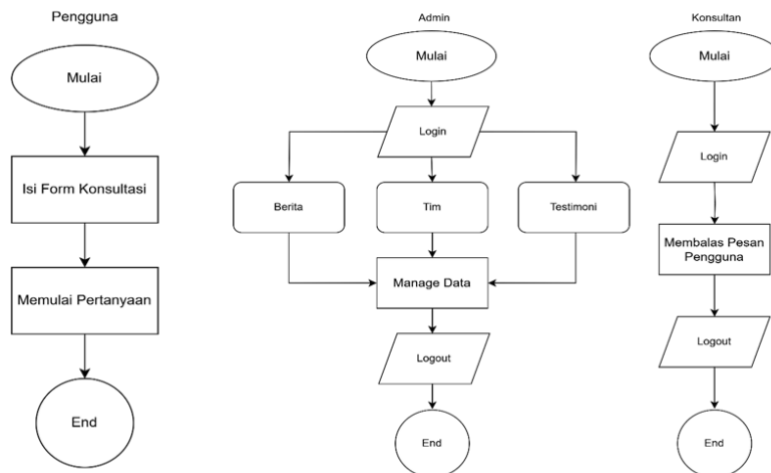 Pengguna
Mulai
Isi Form Konsultasi
Memulai Pertanyaan
End
Admin
Mulai
Login
Berita
Tim
Testimoni
Manage Data
Logout
End
Konsultan
Mulai
Login
Membalas Pesan
Pengguna
Logout
End